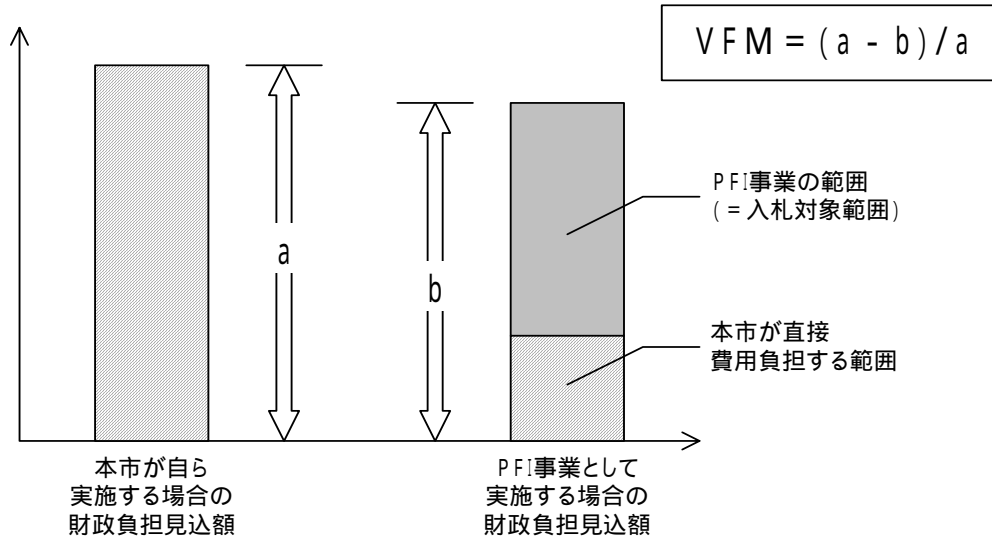 VFM=(a-b)/a
PFI事業の範囲
(=入札対象範囲)
a
b
本市が直接
費用負担する範囲
本市が自ら
実施する場合の
財政負担見込額
PFI事業として
実施する場合の
財政負担見込額